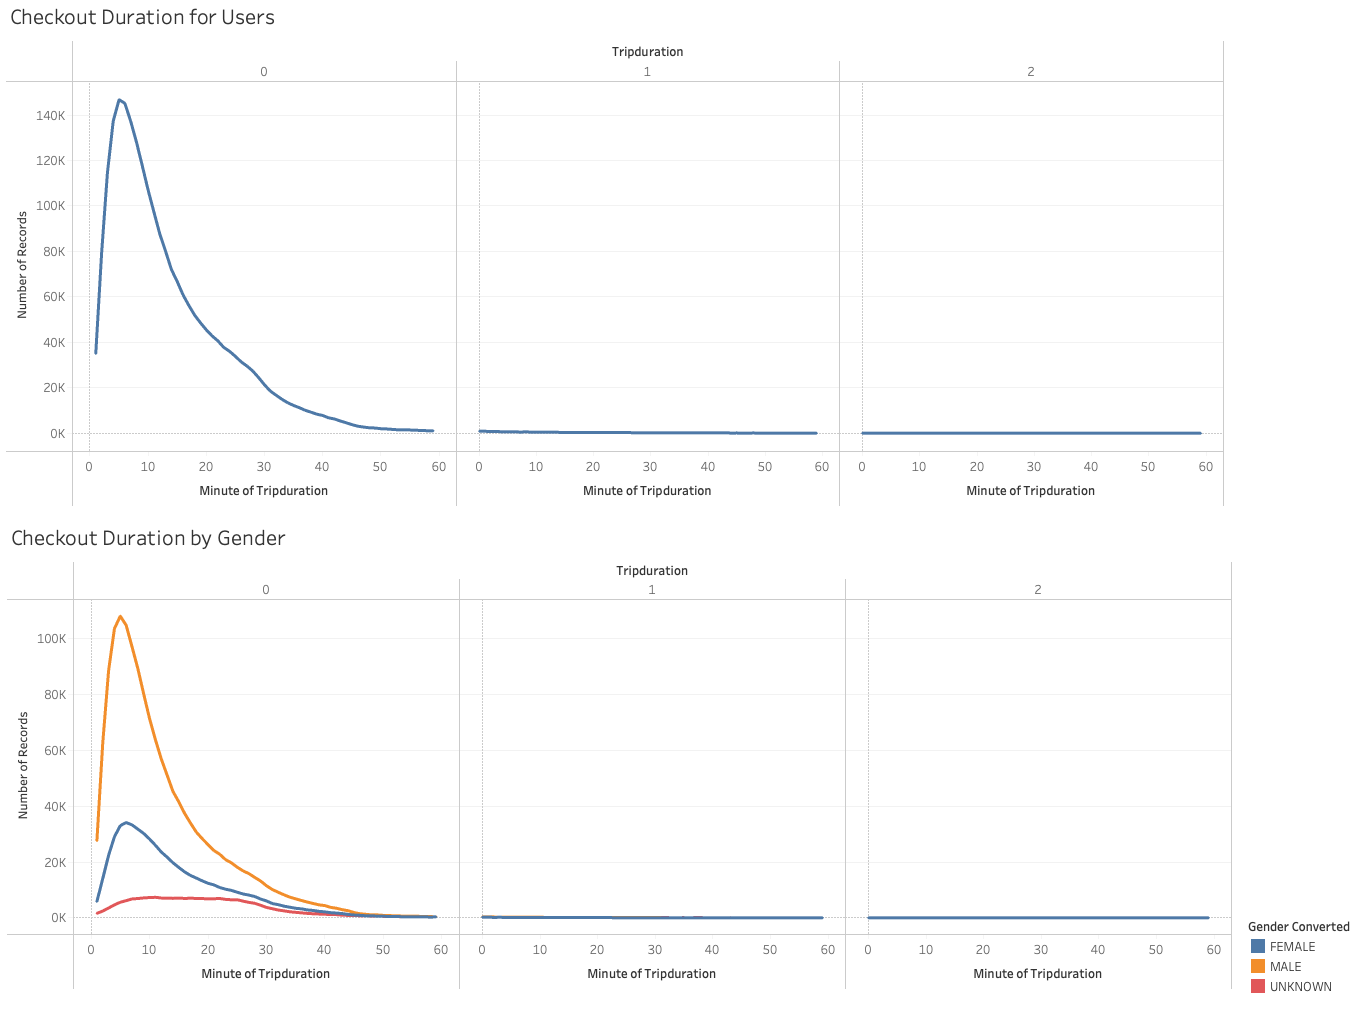 Checkout Duration for Users
Tripduration
0 1 2
140K
120K
100K
80K
60K
40K
20K
0K
Number of Records
0 10 20 30 40 50 60 0 10 20 30 40 50 60 0 10 20 30 40 50 60
Minute of Tripduration Minute of Tripduration Minute of Tripduration
Checkout Duration by Gender
Tripduration
0 1 2
100K
80K
60K
40K
20K
0K
Number of Records
0 10 20 30 40 50 60 0 10 20 30 40 50 60 0 10 20 30 40 50 60
Minute of Tripduration Minute of Tripduration Minute of Tripduration
Gender Converted
FEMALE
MALE
UNKNOWN